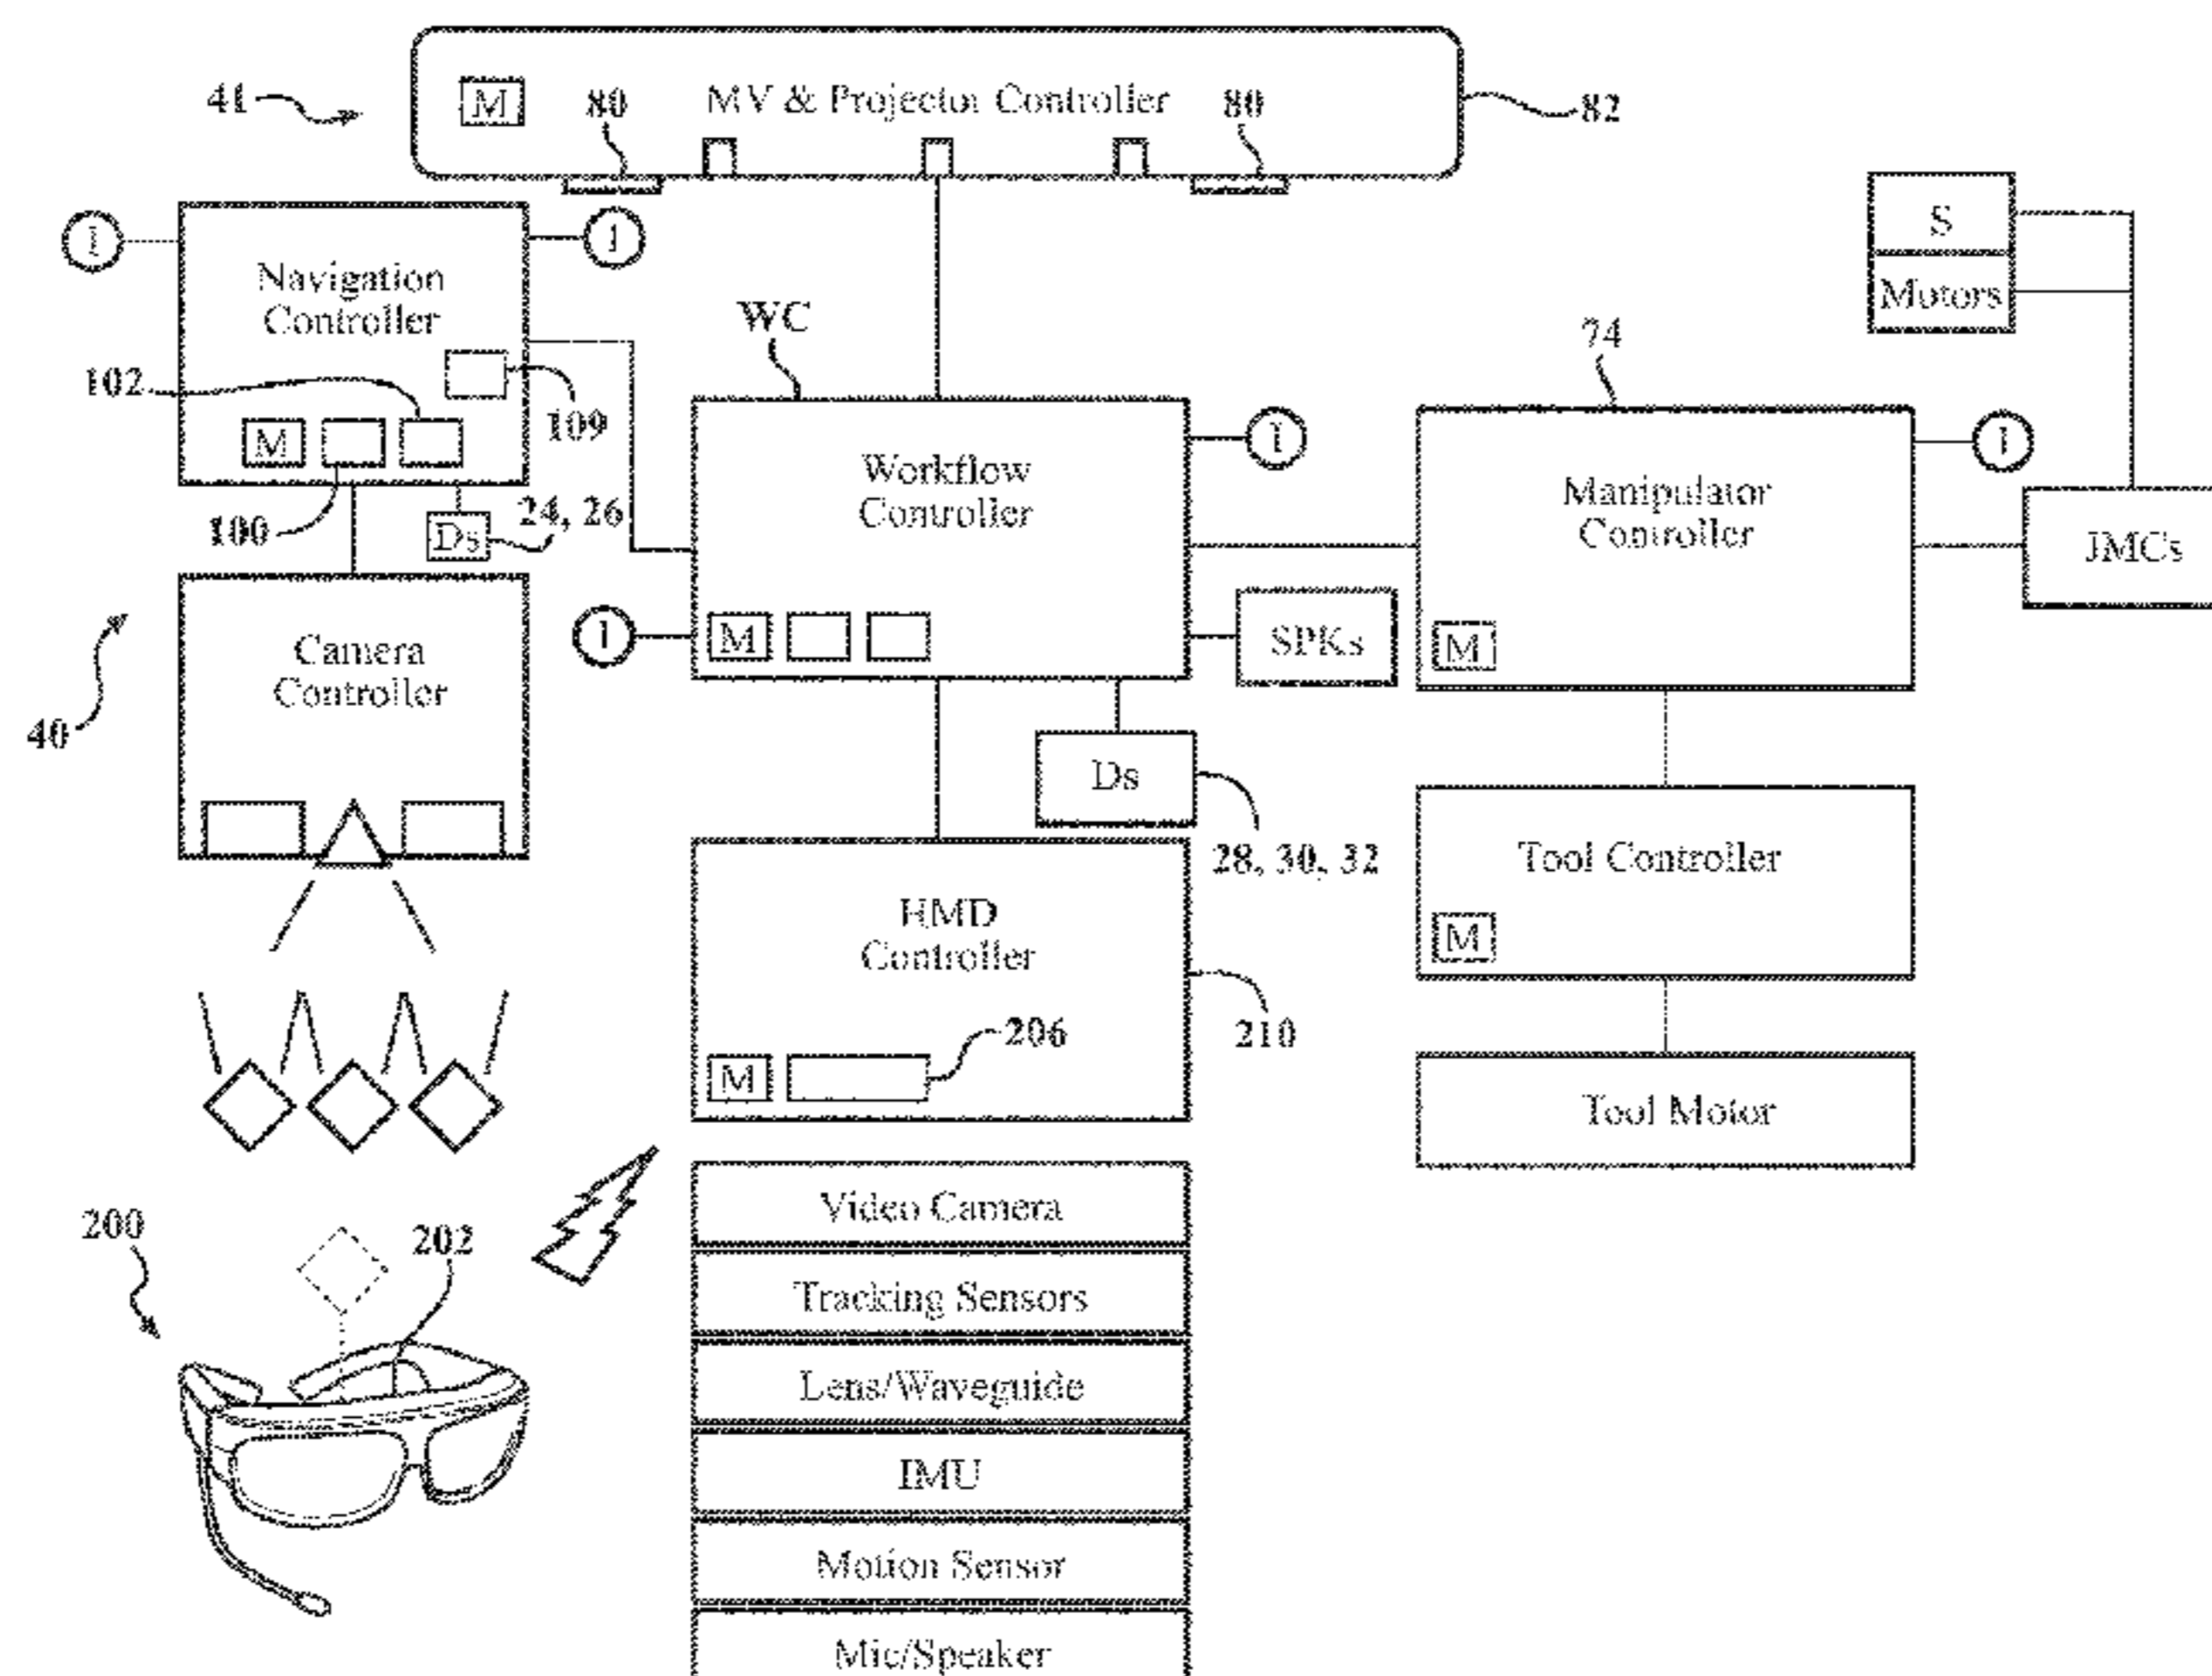 41
M
80
MV & Projector Controller
80
82
I
Navigation
Controller
I
S
Motors
WC
74
102
109
M
100
Ds
24, 26
Workflow
Controller
I
Manipulator
Controller
I
JMCs
40
Camera
Controller
I
M
SPKs
M
Ds
28, 30, 32
Tool Controller
M
HMD
Controller
210
206
M
Tool Motor
200
202
Video Camera
Tracking Sensors
Lens/Waveguide
IMU
Motion Sensor
Mic/Speaker